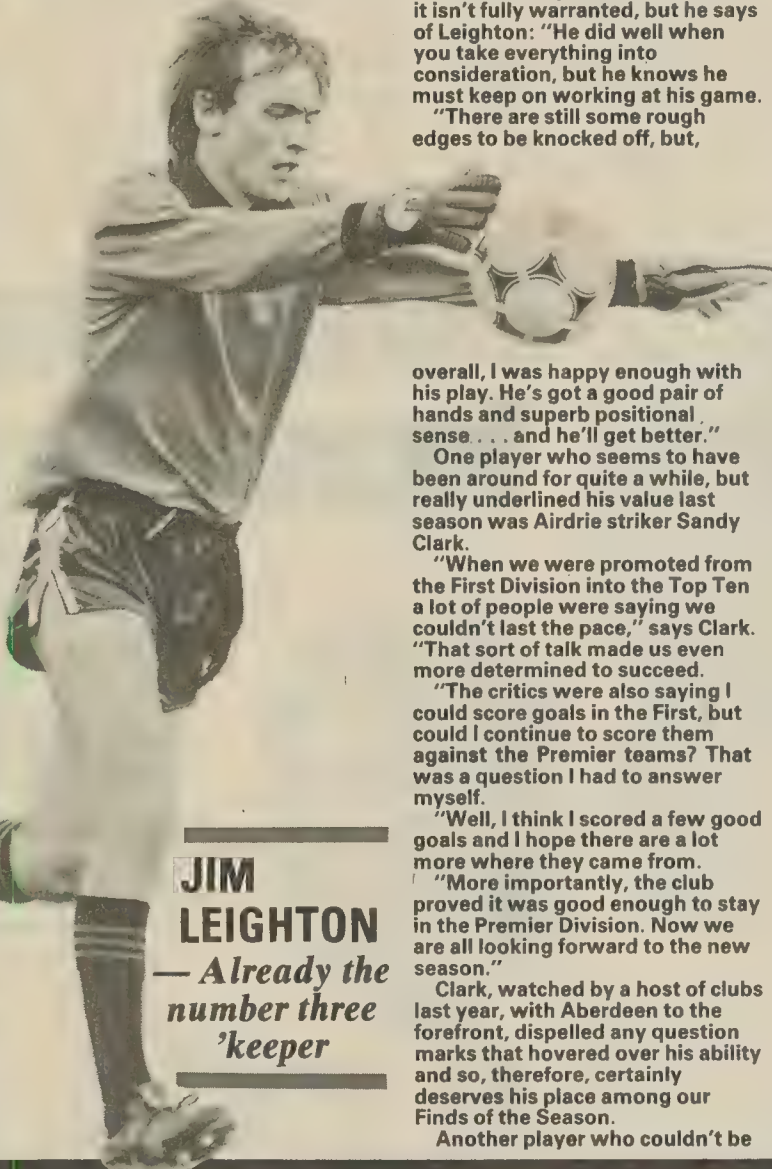 it isn't fully warranted, but he says
of Leighton: "He did well when
you take everything into
consideration, but he knows he
must keep on working at his game.
"There are still some rough
edges to be knocked off, but,
overall, I was happy enough with
his play. He's got a good pair of
hands and superb positional
sense . . . and he'll get better."
One player who seems to have
been around for quite a while, but
really underlined his value last
season was Airdrie striker Sandy
Clark.
"When we were promoted from
the First Division into the Top Ten
a lot of people were saying we
couldn't last the pace," says Clark.
"That sort of talk made us even
more determined to succeed.
"The critics were also saying I
could score goals in the First, but
could I continue to score them
against the Premier teams? That
was a question I had to answer
myself.
"Well, I think I scored a few good
goals and I hope there are a lot
more where they came from.
"More importantly, the club
proved it was good enough to stay
in the Premier Division. Now we
are all looking forward to the new
season."
Clark, watched by a host of clubs
last year, with Aberdeen to the
forefront, dispelled any question
marks that hovered over his ability
and so, therefore, certainly
deserves his place among our
Finds of the Season.
Another player who couldn't be
JIM
LEIGHTON
— Already the
number three
'keeper